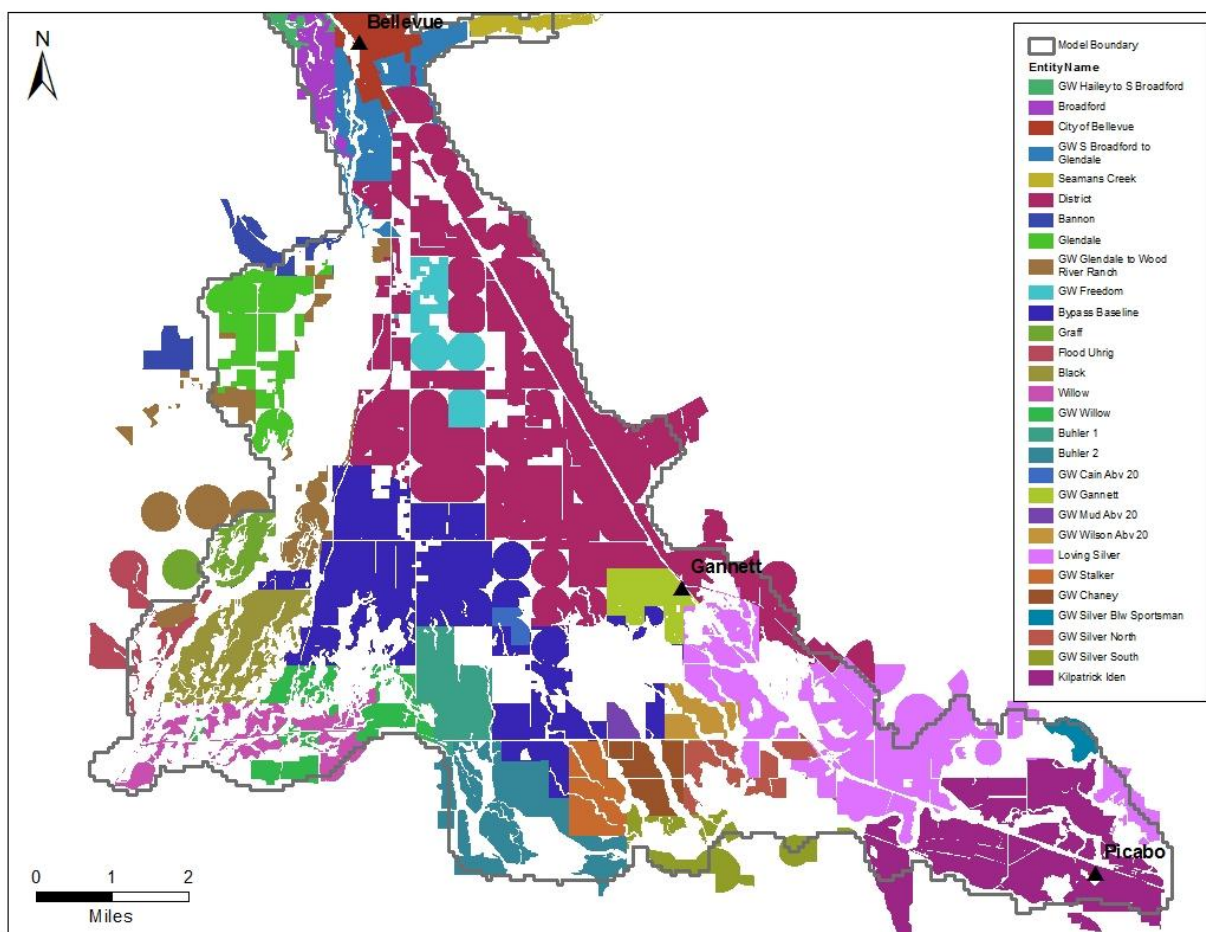 Bellevue
N
Model Boundary
Entity Name
GW Hailey to S Broadford
Broadford
City of Bellevue
GW S Broadford to
Glendale
Seamans Creek
District
Bannon
Glendale
GW Glendale to Wood
River Ranch
GW Freedom
Bypass Baseline
Graff
Flood Uhrig
Black
Willow
GW Willow
Buhler 1
Buhler 2
GW Cain Abv 20
GW Gannett
GW Mud Abv 20
GW Wilson Abv 20
Loving Silver
GW Stalker
GW Chaney
GW Silver Blw Sportsman
GW Silver North
GW Silver South
Kilpatrick Iden
Gannett
Picabo
0 1 2
Miles